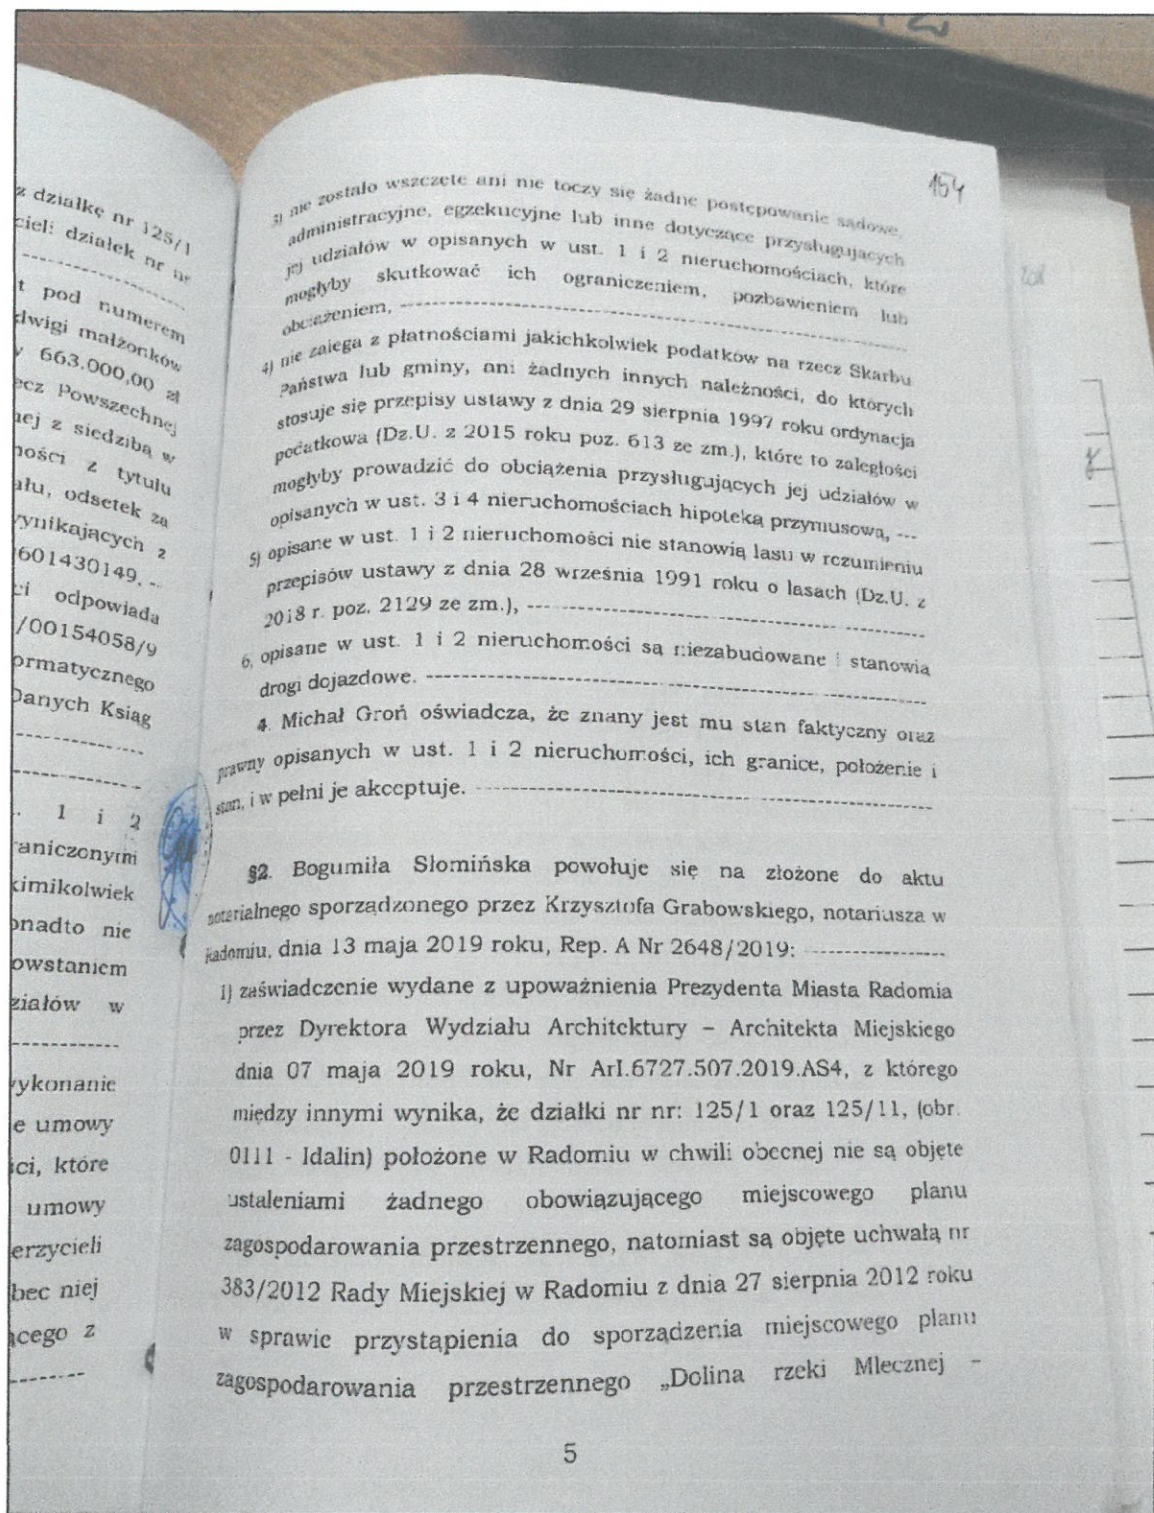 z działkę nr 125/1
cieli działek nr nr
t pod numerem
dwigi małżonków
663.000,00 zł
ecz Powszechnej
nej z siedzibą w
ności z tytułu
ału, odsetek za
wynikających z
601430149. --
ci odpowiada
/00154058/9
ormatycznego
Danych Ksiąg
. 1 i 2
raniczonymi
kimikolwiek
onadto nie
owstaniem
ziałów w
wykonanie
e umowy
ści, które
umowy
erzycieli
bec niej
ącego z
154
3) nie zostało wszczęte ani nie toczy się żadne postępowanie sądowe,
administracyjne, egzekucyjne lub inne dotyczące przysługujących
jej udziałów w opisanych w ust. 1 i 2 nieruchomościach, które
mogłyby skutkować ich ograniczeniem, pozbawieniem lub
obciążeniem, ------------------------------
4) nie zalega z płatnościami jakichkolwiek podatków na rzecz Skarbu
Państwa lub gminy, ani żadnych innych należności, do których
stosuje się przepisy ustawy z dnia 29 sierpnia 1997 roku ordynacja
podatkowa (Dz.U. z 2015 roku poz. 613 ze zm.), które to zaległości
mogłyby prowadzić do obciążenia przysługujących jej udziałów w
opisanych w ust. 3 i 4 nieruchomościach hipoteką przymusową, ---
5) opisane w ust. 1 i 2 nieruchomości nie stanowią lasu w rozumieniu
przepisów ustawy z dnia 28 września 1991 roku o lasach (Dz.U. z
2018 r. poz. 2129 ze zm.), ------------------------------
6) opisane w ust. 1 i 2 nieruchomości są niezabudowane i stanowią
drogi dojazdowe. ------------------------------
4. Michał Groń oświadcza, że znany jest mu stan faktyczny oraz
prawny opisanych w ust. 1 i 2 nieruchomości, ich granice, położenie i
stan, i w pełni je akceptuje. ------------------------------
§2. Bogumiła Słomińska powołuje się na złożone do aktu
notarialnego sporządzonego przez Krzysztofa Grabowskiego, notariusza w
Radomiu, dnia 13 maja 2019 roku, Rep. A Nr 2648/2019: ----------------
1) zaświadczenie wydane z upoważnienia Prezydenta Miasta Radomia
przez Dyrektora Wydziału Architektury – Architekta Miejskiego
dnia 07 maja 2019 roku, Nr ArI.6727.507.2019.AS4, z którego
między innymi wynika, że działki nr nr: 125/1 oraz 125/11, (obr.
0111 - Idalin) położone w Radomiu w chwili obecnej nie są objęte
ustaleniami żadnego obowiązującego miejscowego planu
zagospodarowania przestrzennego, natomiast są objęte uchwałą nr
383/2012 Rady Miejskiej w Radomiu z dnia 27 sierpnia 2012 roku
w sprawie przystąpienia do sporządzenia miejscowego planu
zagospodarowania przestrzennego „Dolina rzeki Mlecznej –
5